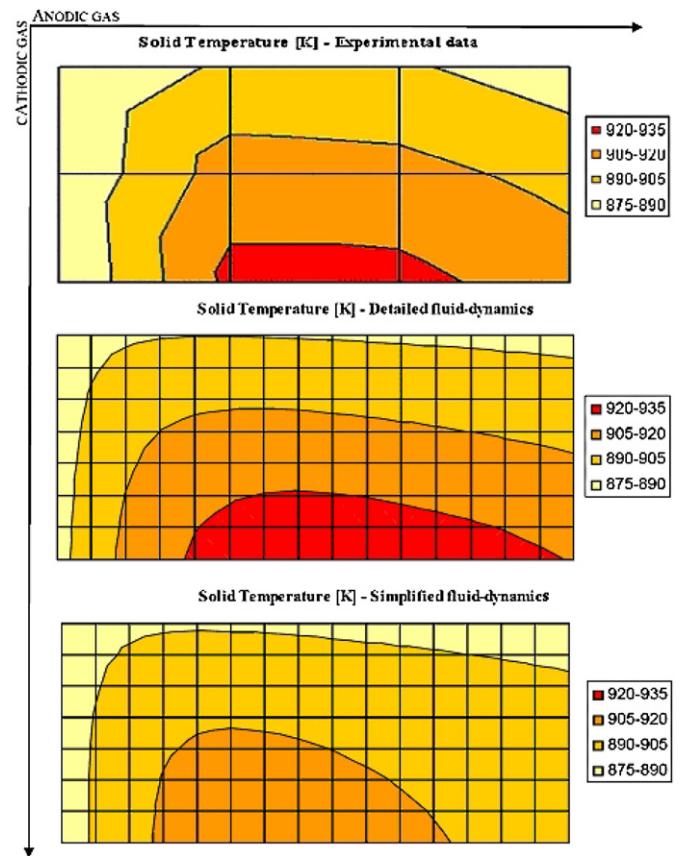 ANODIC GAS
CATHODIC GAS
Solid Temperature [K] - Experimental data
920-935
905-920
890-905
875-890
Solid Temperature [K] - Detailed fluid-dynamics
920-935
905-920
890-905
875-890
Solid Temperature [K] - Simplified fluid-dynamics
920-935
905-920
890-905
875-890